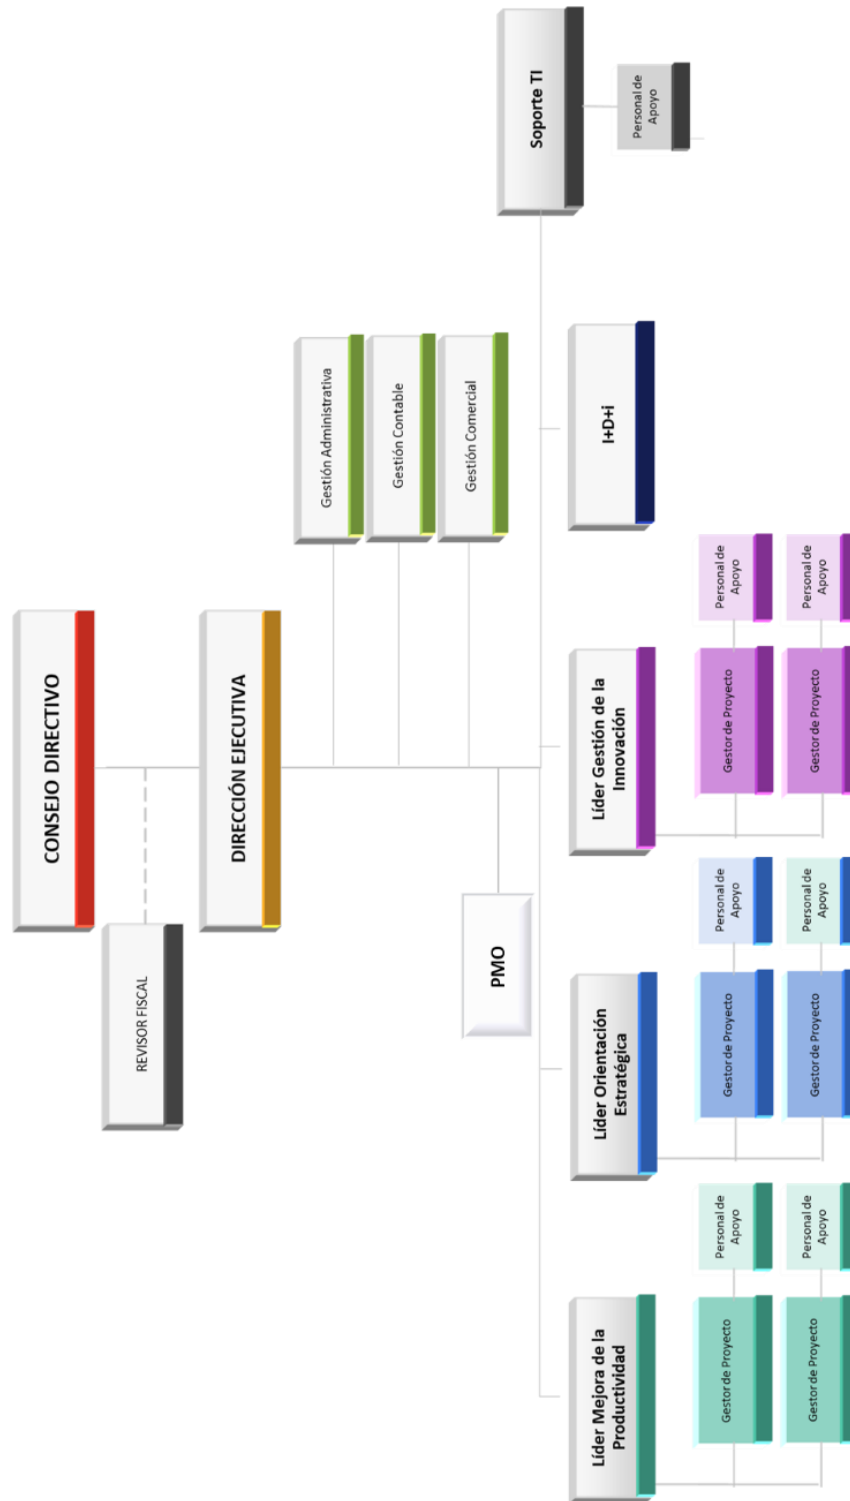 CONSEJO DIRECTIVO
REVISOR FISCAL
DIRECCIÓN EJECUTIVA
Gestión Administrativa
Gestión Contable
Gestión Comercial
PMO
Líder Mejora de la
Productividad
Líder Orientación
Estratégica
Líder Gestión de la
Innovación
I+D+i
Soporte TI
Gestor de Proyecto
Personal de
Apoyo
Gestor de Proyecto
Personal de
Apoyo
Gestor de Proyecto
Personal de
Apoyo
Personal de
Apoyo
Gestor de Proyecto
Personal de
Apoyo
Gestor de Proyecto
Personal de
Apoyo
Gestor de Proyecto
Personal de
Apoyo